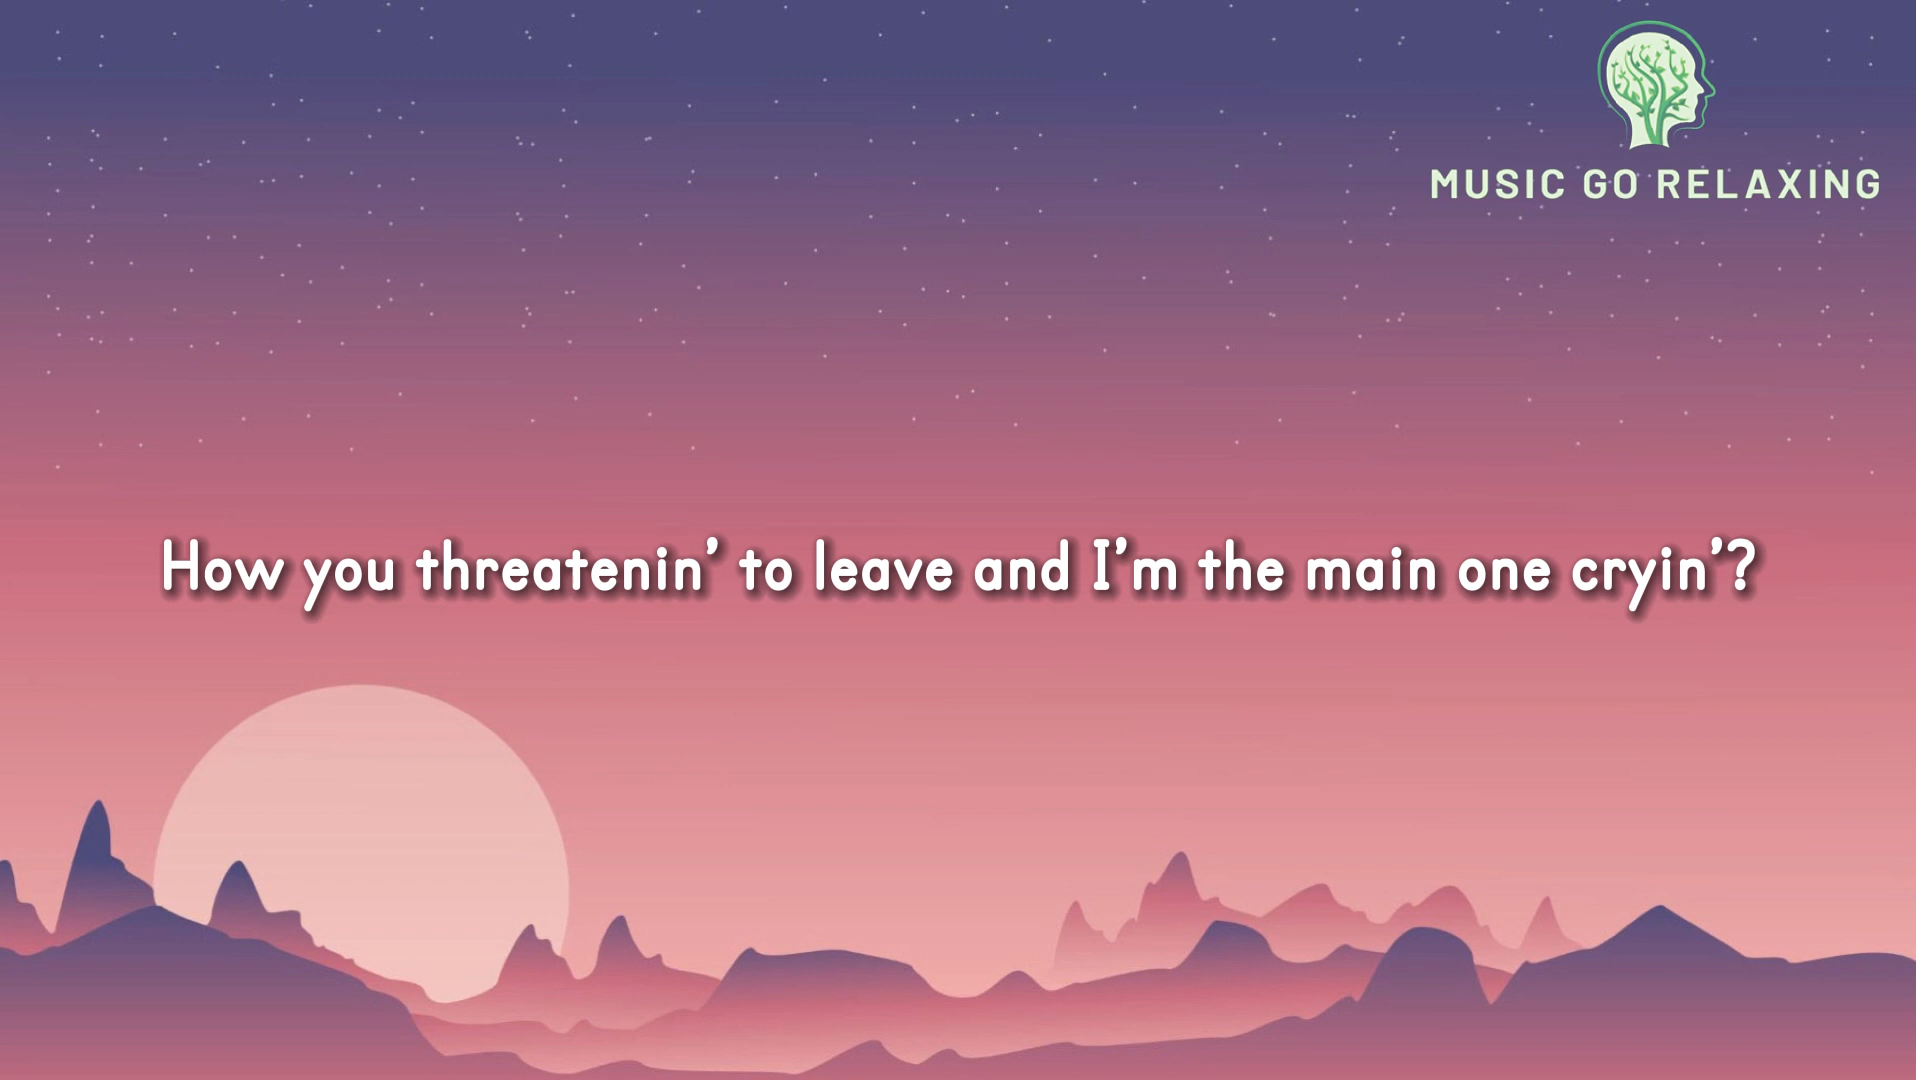 MUSIC GO RELAXING
How you threatenin’ to leave and I’m the main one cryin’?